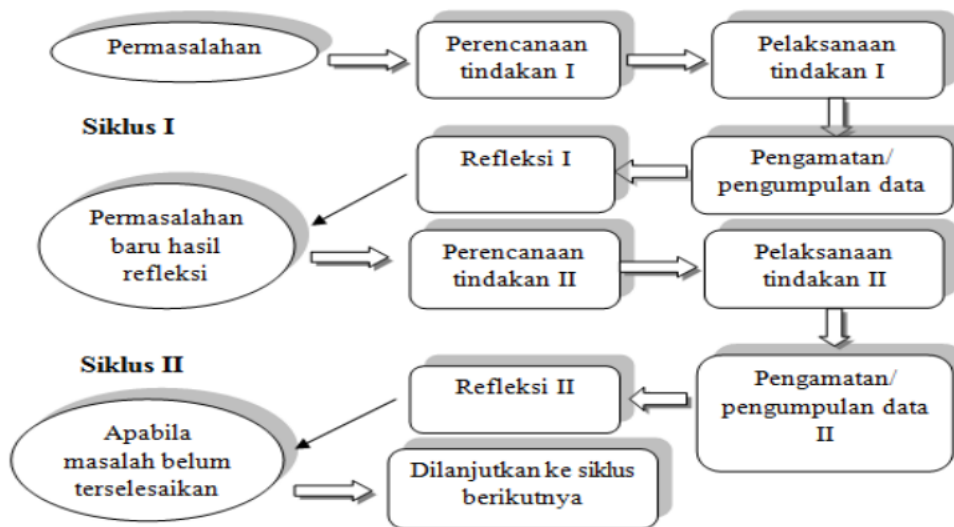 Permasalahan
Perencanaan
tindakan I
Pelaksanaan
tindakan I
Siklus I
Refleksi I
Pengamatan/
pengumpulan data
Permasalahan
baru hasil
refleksi
Perencanaan
tindakan II
Pelaksanaan
tindakan II
Siklus II
Refleksi II
Pengamatan/
pengumpulan data
II
Apabila
masalah belum
terselesaikan
Dilanjutkan ke siklus
berikutnya